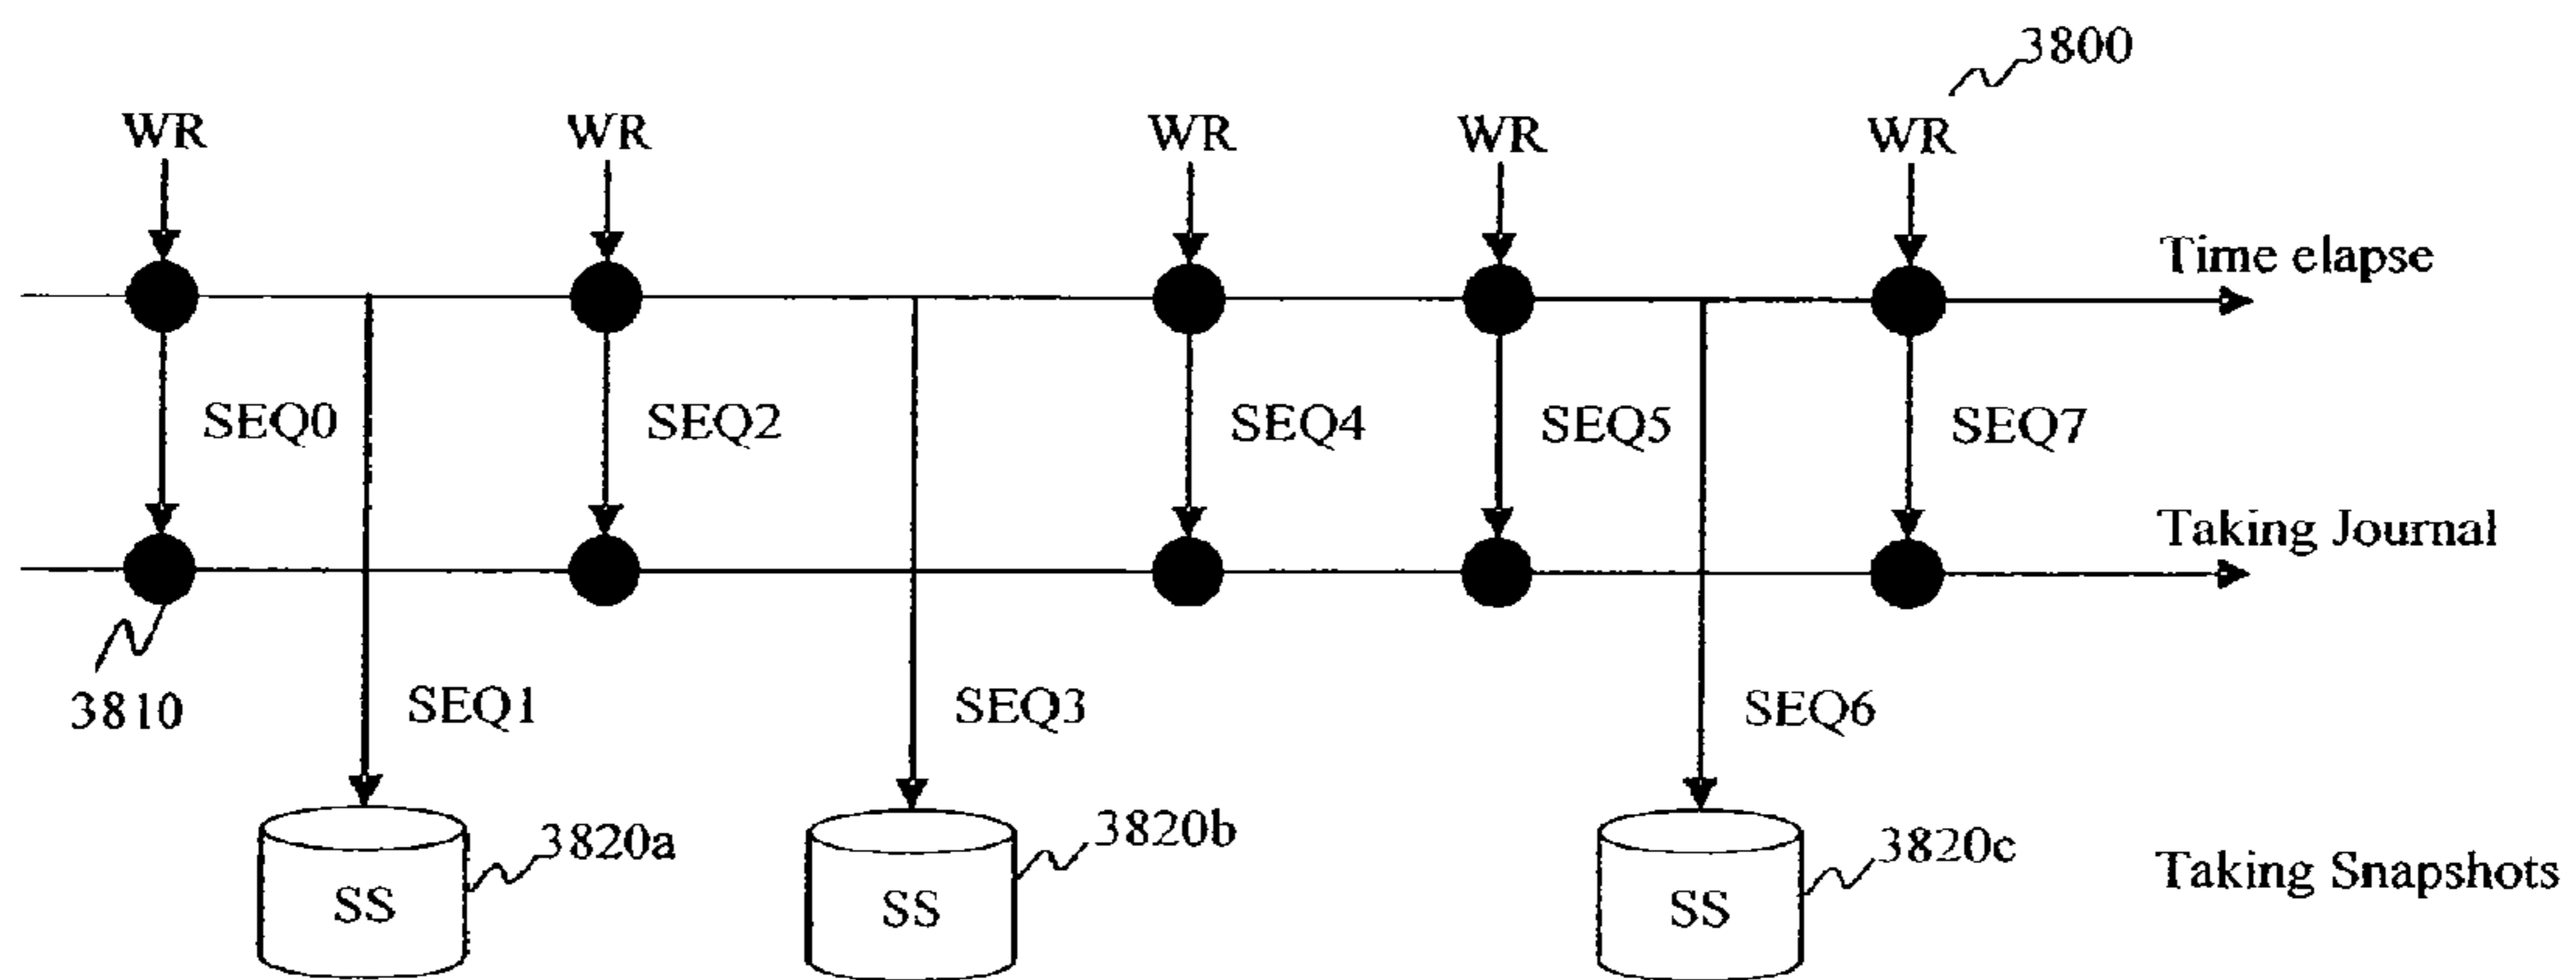 3800
WR WR WR WR WR
Time elapse
SEQ0 SEQ2 SEQ4 SEQ5 SEQ7
Taking Journal
3810 SEQ1 SEQ3 SEQ6
3820a 3820b 3820c
Taking Snapshots
SS SS SS